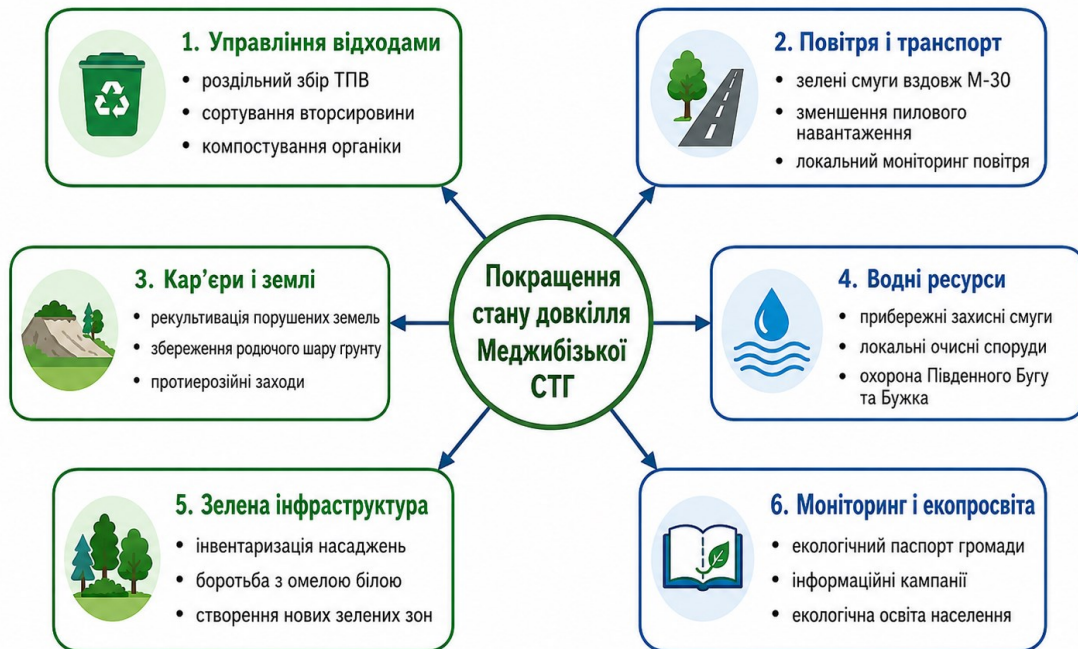 1. Управління відходами
• роздільний збір ТПВ
• сортування вторсировини
• компостування органіки
2. Повітря і транспорт
• зелені смуги вздовж М-30
• зменшення пилового
навантаження
• локальний моніторинг повітря
Покращення
стану довкілля
Меджибізької
СТГ
3. Кар’єри і землі
• рекультивація порушених земель
• збереження родючого шару ґрунту
• протиерозійні заходи
4. Водні ресурси
• прибережні захисні смуги
• локальні очисні споруди
• охорона Південного Бугу
та Бужка
5. Зелена інфраструктура
• інвентаризація насаджень
• боротьба з омелою білою
• створення нових зелених зон
6. Моніторинг і екопросвіта
• екологічний паспорт громади
• інформаційні кампанії
• екологічна освіта населення